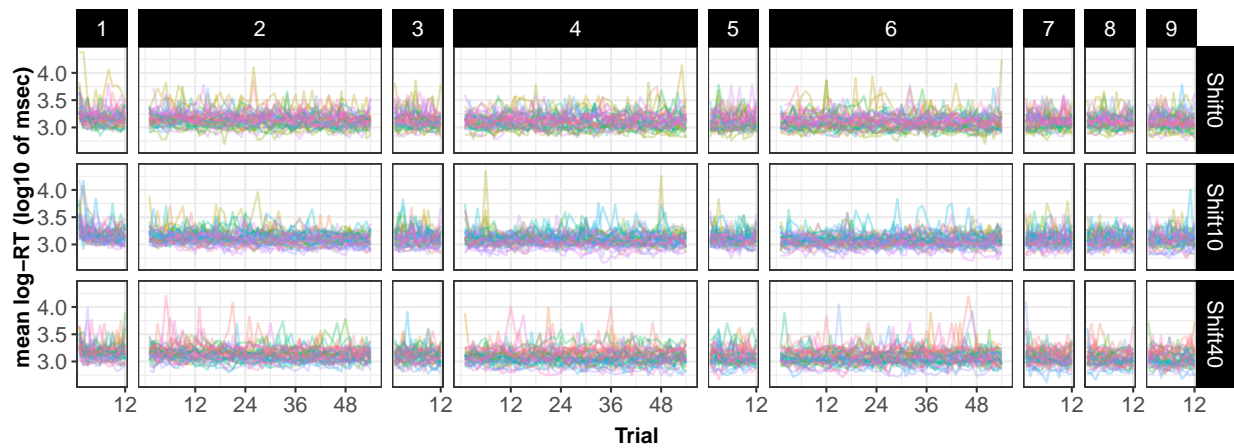 1 2 3 4 5 6 7 8 9
mean log−RT (log10 of msec)
4.0
3.5
3.0
Shift0
4.0
3.5
3.0
Shift10
4.0
3.5
3.0
Shift40
12 12 24 36 48 12 12 24 36 48 12 12 24 36 48 12 12 12
Trial